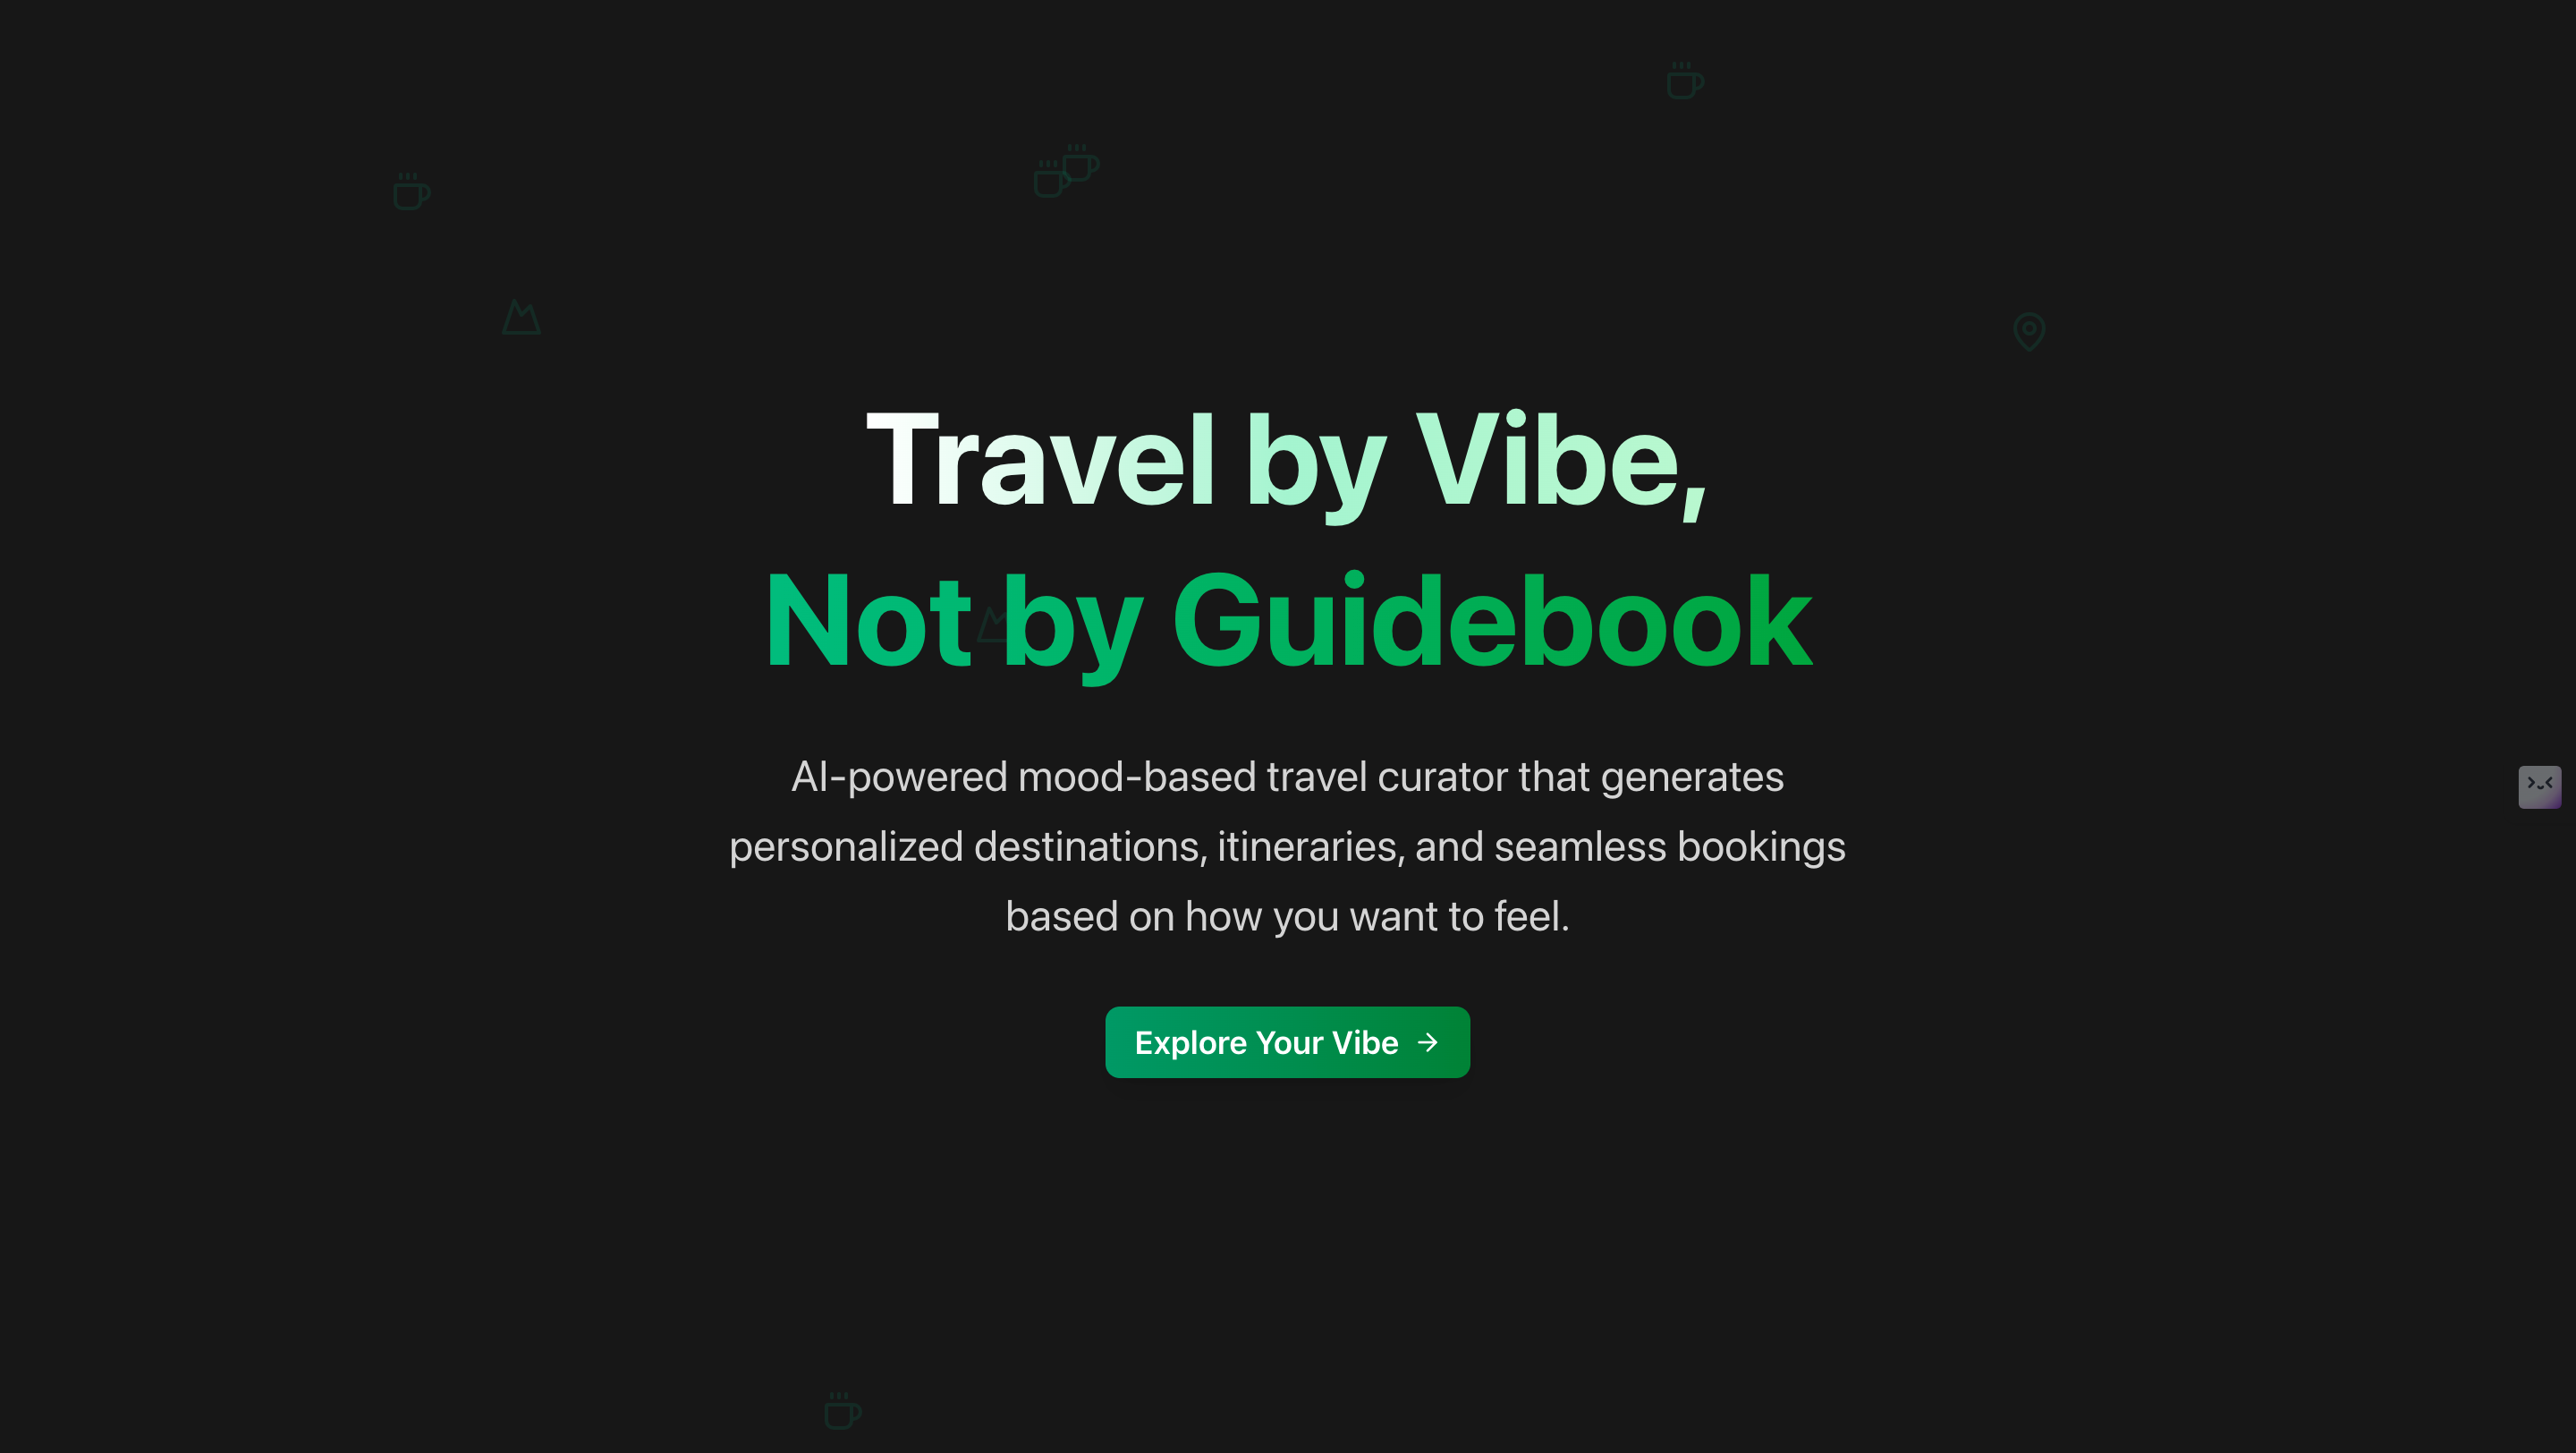 Travel by Vibe,
Not by Guidebook
AI-powered mood-based travel curator that generates
personalized destinations, itineraries, and seamless bookings
based on how you want to feel.
Explore Your Vibe